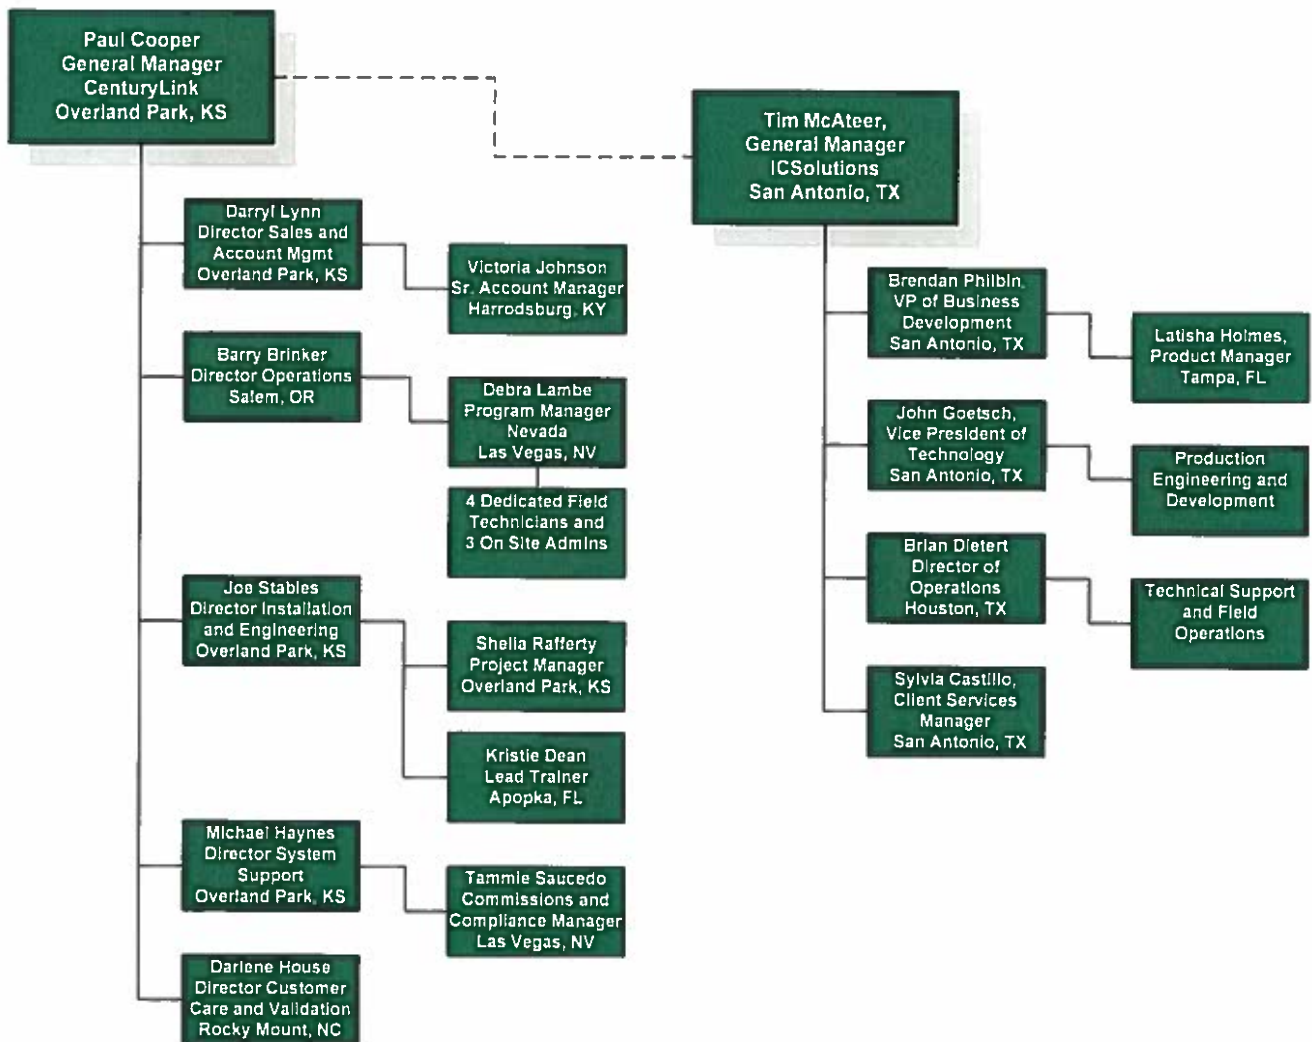 Paul Cooper
General Manager
CenturyLink
Overland Park, KS
Darryl Lynn
Director Sales and
Account Mgmt
Overland Park, KS
Victoria Johnson
Sr. Account Manager
Harrodsburg, KY
Barry Brinker
Director Operations
Salem, OR
Debra Lambe
Program Manager
Nevada
Las Vegas, NV
4 Dedicated Field
Technicians and
3 On Site Admins
Joe Stables
Director Installation
and Engineering
Overland Park, KS
Shelia Rafferty
Project Manager
Overland Park, KS
Kristie Dean
Lead Trainer
Apopka, FL
Michael Haynes
Director System
Support
Overland Park, KS
Tammie Saucedo
Commissions and
Compliance Manager
Las Vegas, NV
Darlene House
Director Customer
Care and Validation
Rocky Mount, NC
Tim McAteer,
General Manager
ICSolutions
San Antonio, TX
Brendan Philbin,
VP of Business
Development
San Antonio, TX
Latisha Holmes,
Product Manager
Tampa, FL
John Goetsch,
Vice President of
Technology
San Antonio, TX
Production
Engineering and
Development
Brian Dietert
Director of
Operations
Houston, TX
Technical Support
and Field
Operations
Sylvia Castillo,
Client Services
Manager
San Antonio, TX